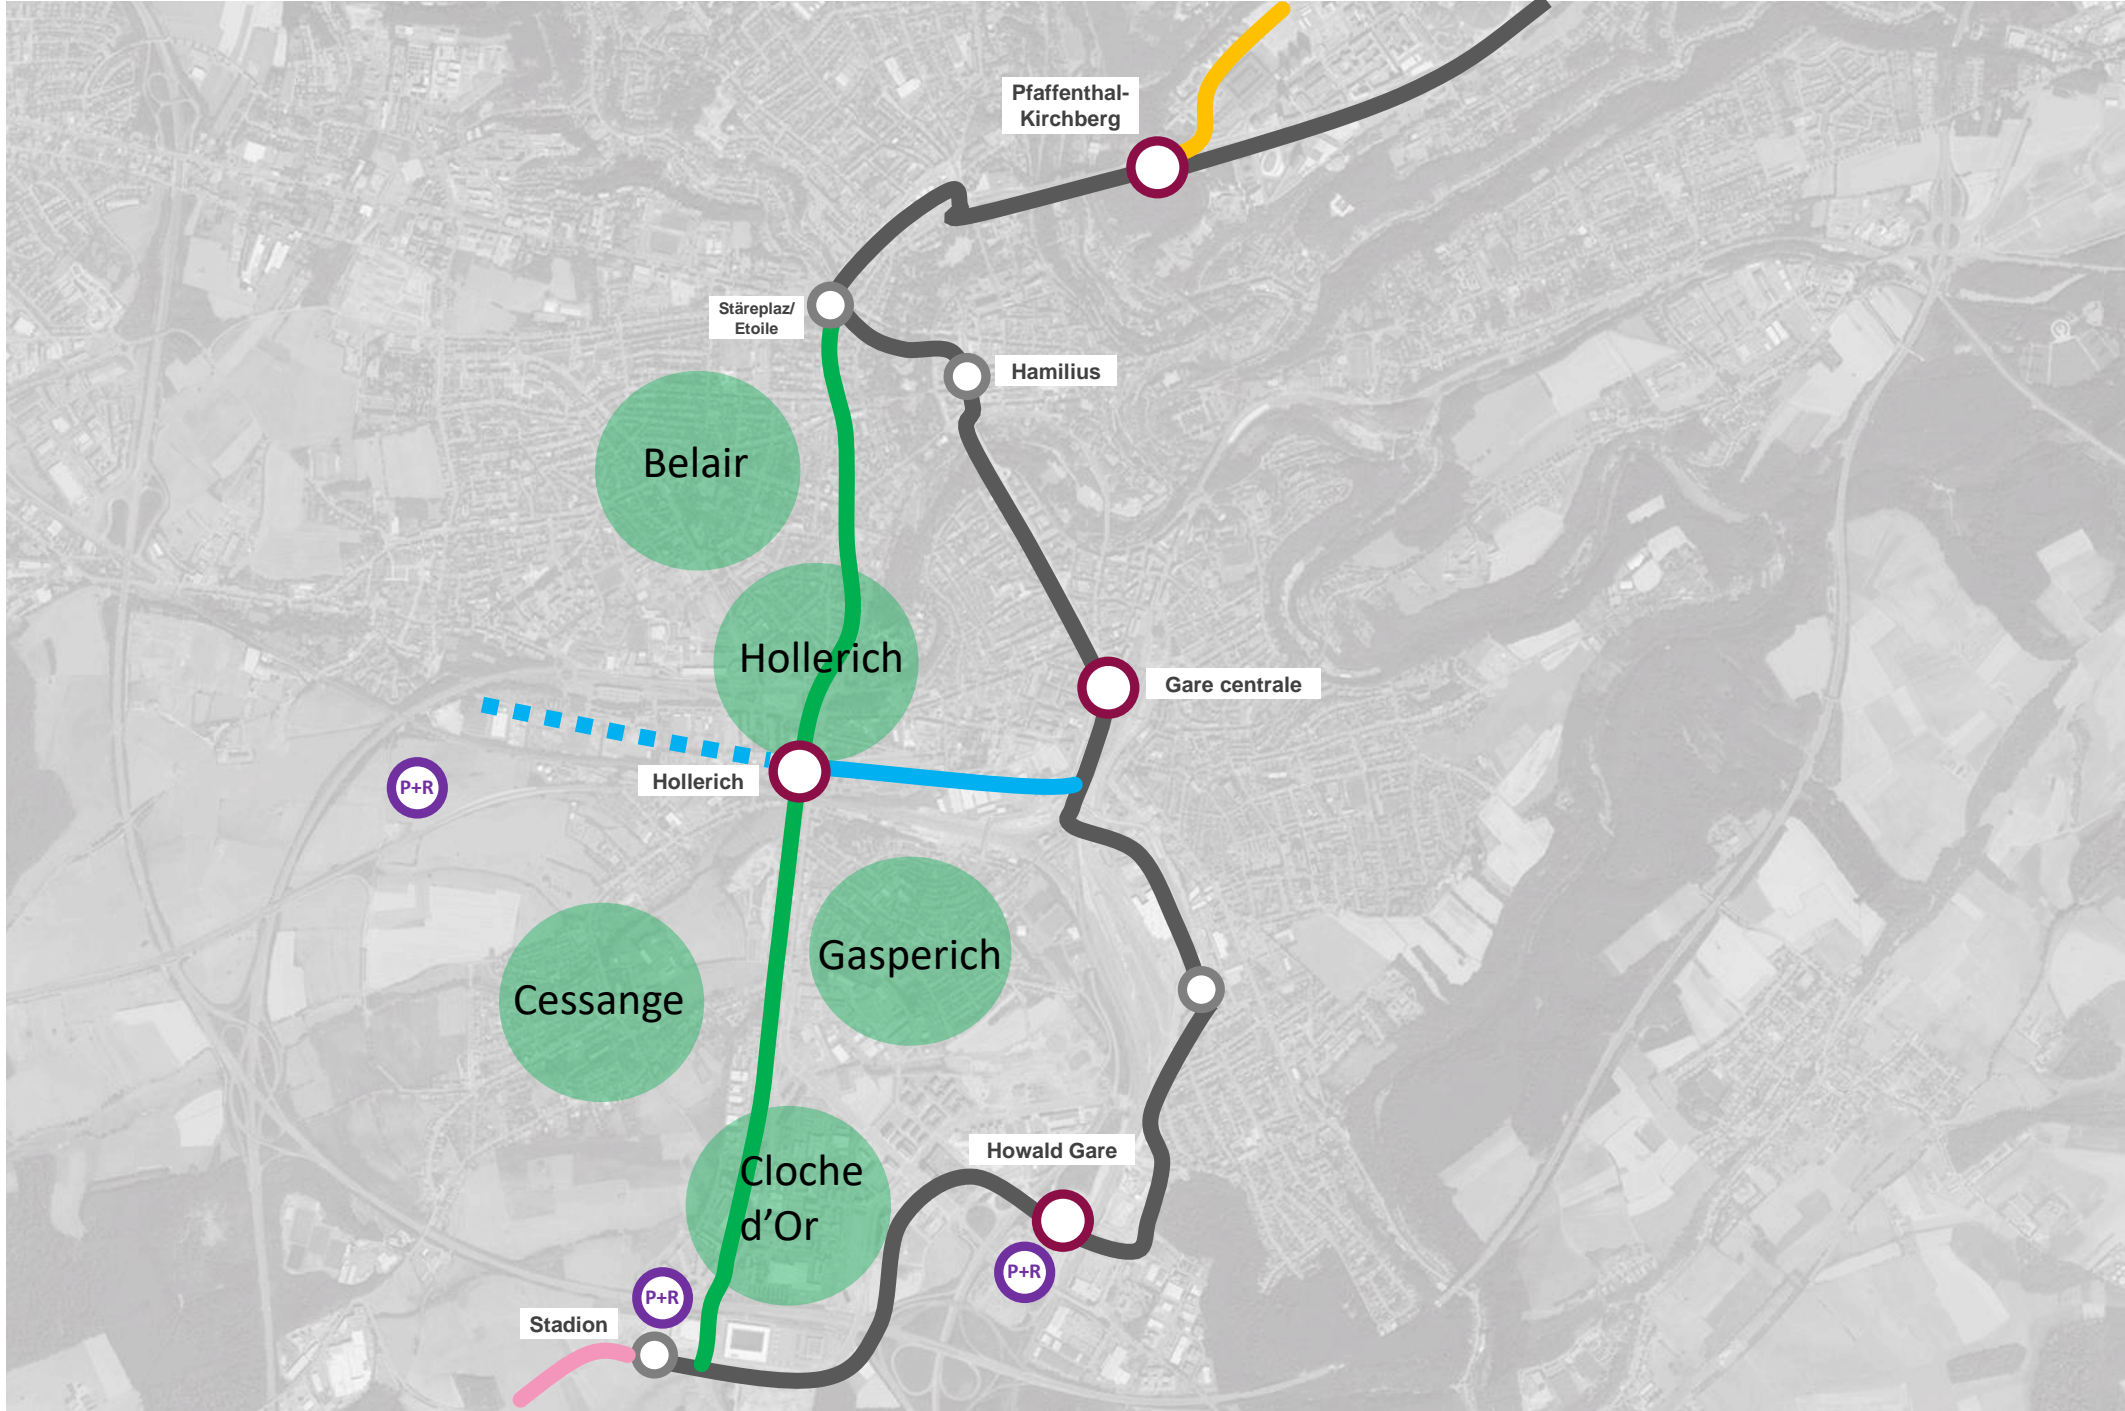 Pfaffenthal-
Kirchberg
Stäreplaz/
Etoile
Hamilius
Belair
Hollerich
Gare centrale
Hollerich
P+R
Gasperich
Cessange
Howald Gare
Cloche
d’Or
P+R
P+R
Stadion